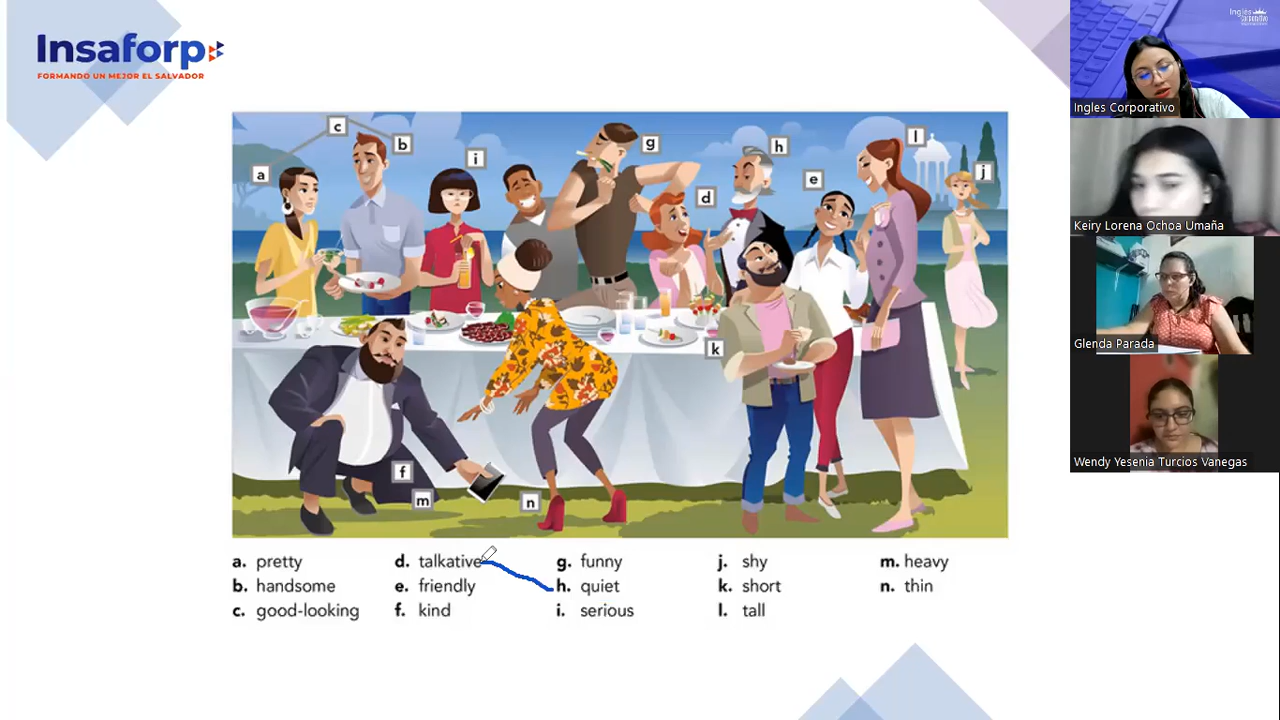 Insaforp
FORMANDO UN MEJOR EL SALVADOR
a
c
b
i
g
d
h
e
l
j
k
f
m
n
a. pretty
b. handsome
c. good-looking
d. talkative
e. friendly
f. kind
g. funny
h. quiet
i. serious
j. shy
k. short
l. tall
m. heavy
n. thin
Ingles Corporativo
Keiry Lorena Ochoa Umaña
Glenda Parada
Wendy Yesenia Turcios Vanegas